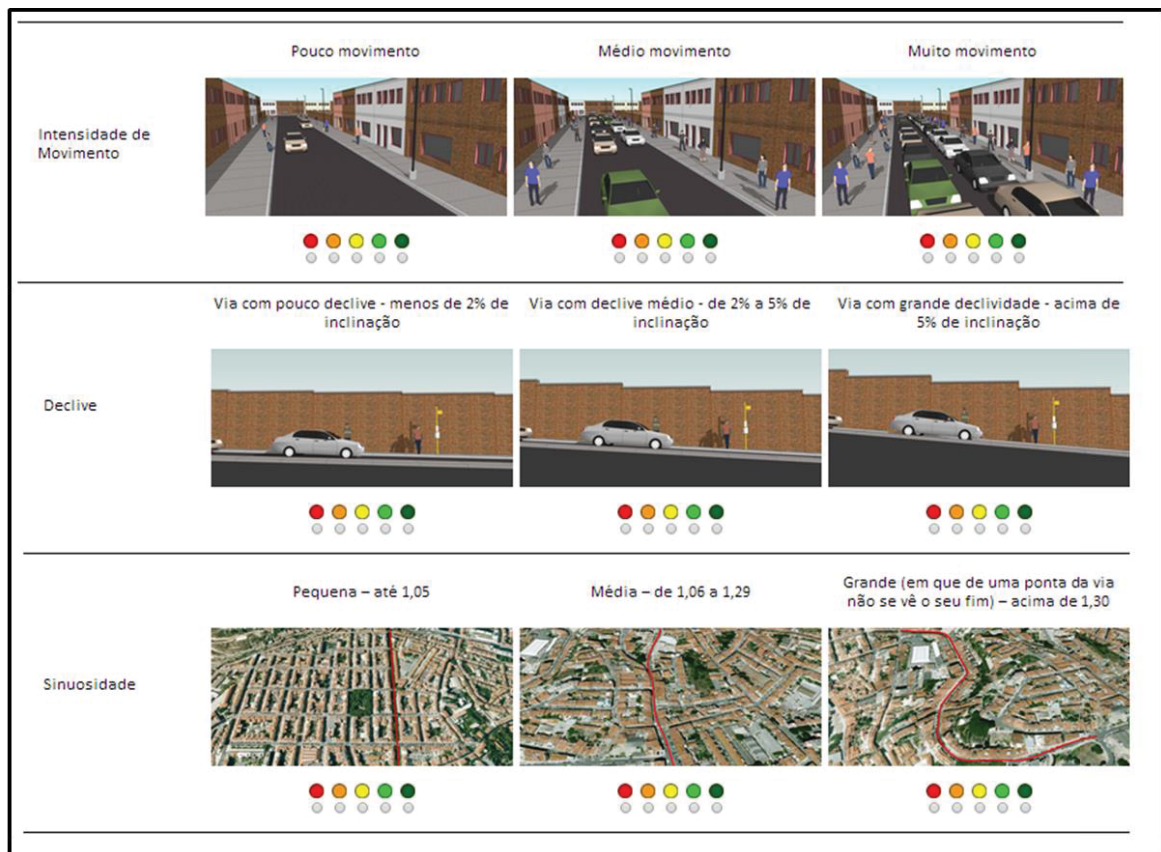 Pouco movimento
Médio movimento
Muito movimento
Intensidade de
Movimento
Via com pouco declive - menos de 2% de
inclinação
Via com declive médio - de 2% a 5% de
inclinação
Via com grande declividade - acima de
5% de inclinação
Declive
Pequena – até 1,05
Média – de 1,06 a 1,29
Grande (em que de uma ponta da via
não se vê o seu fim) – acima de 1,30
Sinuosidade